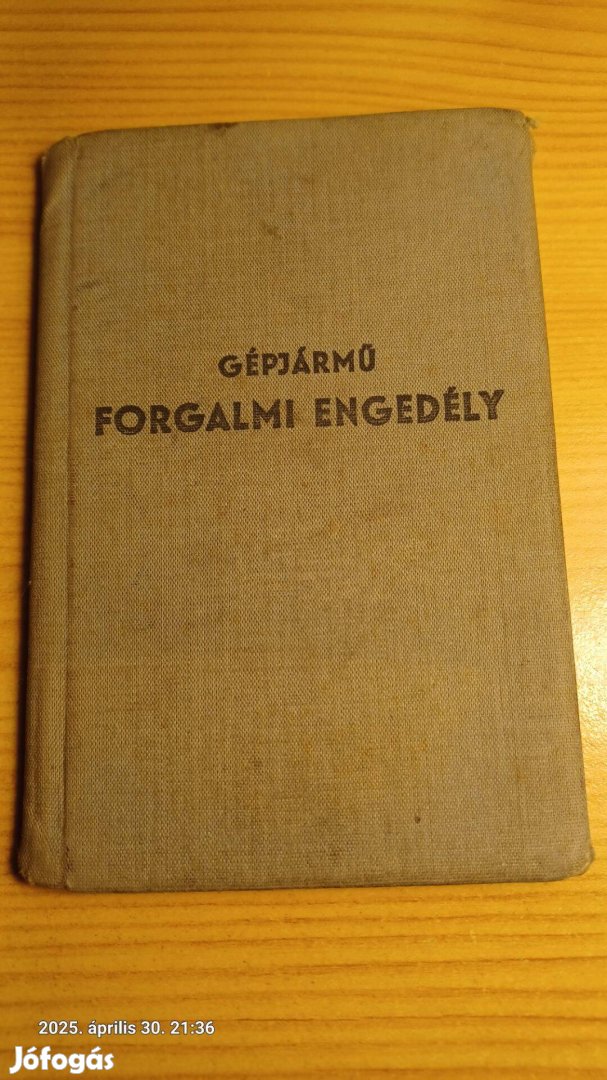 GÉPJÁRMŰ
FORGALMI ENGEDÉLY
2025. április 30. 21:36
Jófogás